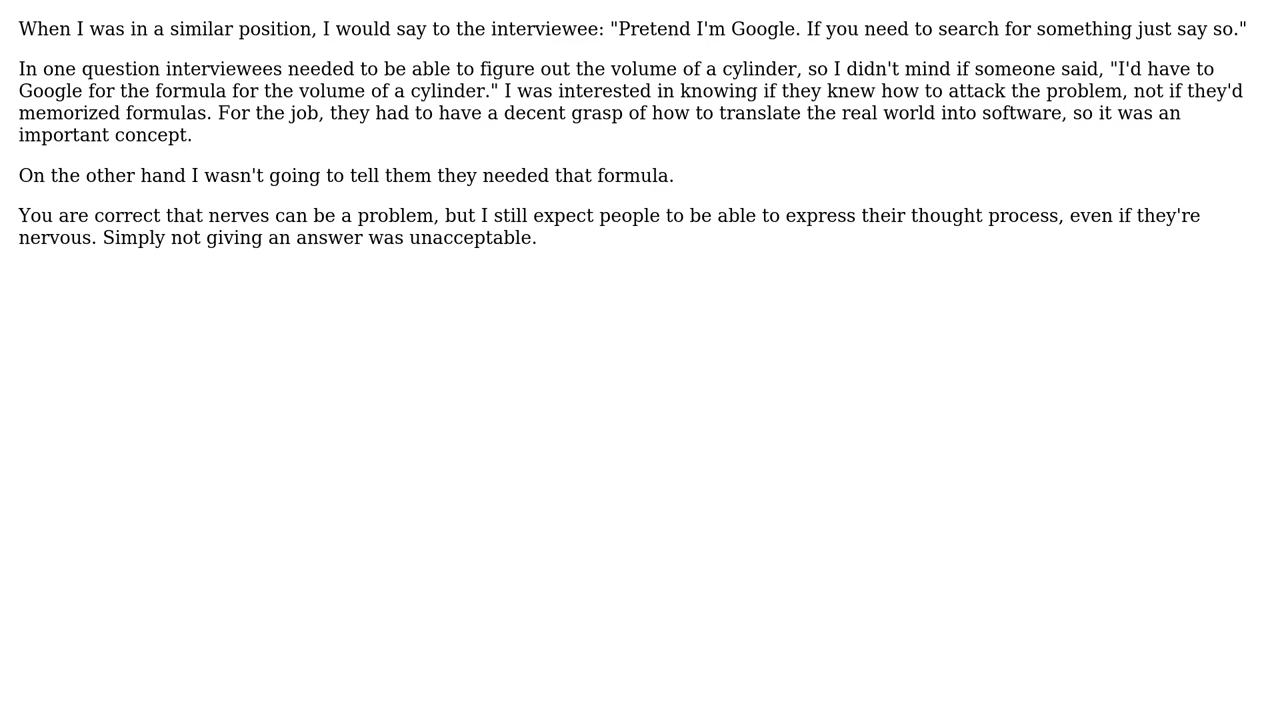 When I was in a similar position, I would say to the interviewee: "Pretend I'm Google. If you need to search for something just say so."
In one question interviewees needed to be able to figure out the volume of a cylinder, so I didn't mind if someone said, "I'd have to
Google for the formula for the volume of a cylinder." I was interested in knowing if they knew how to attack the problem, not if they'd
memorized formulas. For the job, they had to have a decent grasp of how to translate the real world into software, so it was an
important concept.
On the other hand I wasn't going to tell them they needed that formula.
You are correct that nerves can be a problem, but I still expect people to be able to express their thought process, even if they're
nervous. Simply not giving an answer was unacceptable.